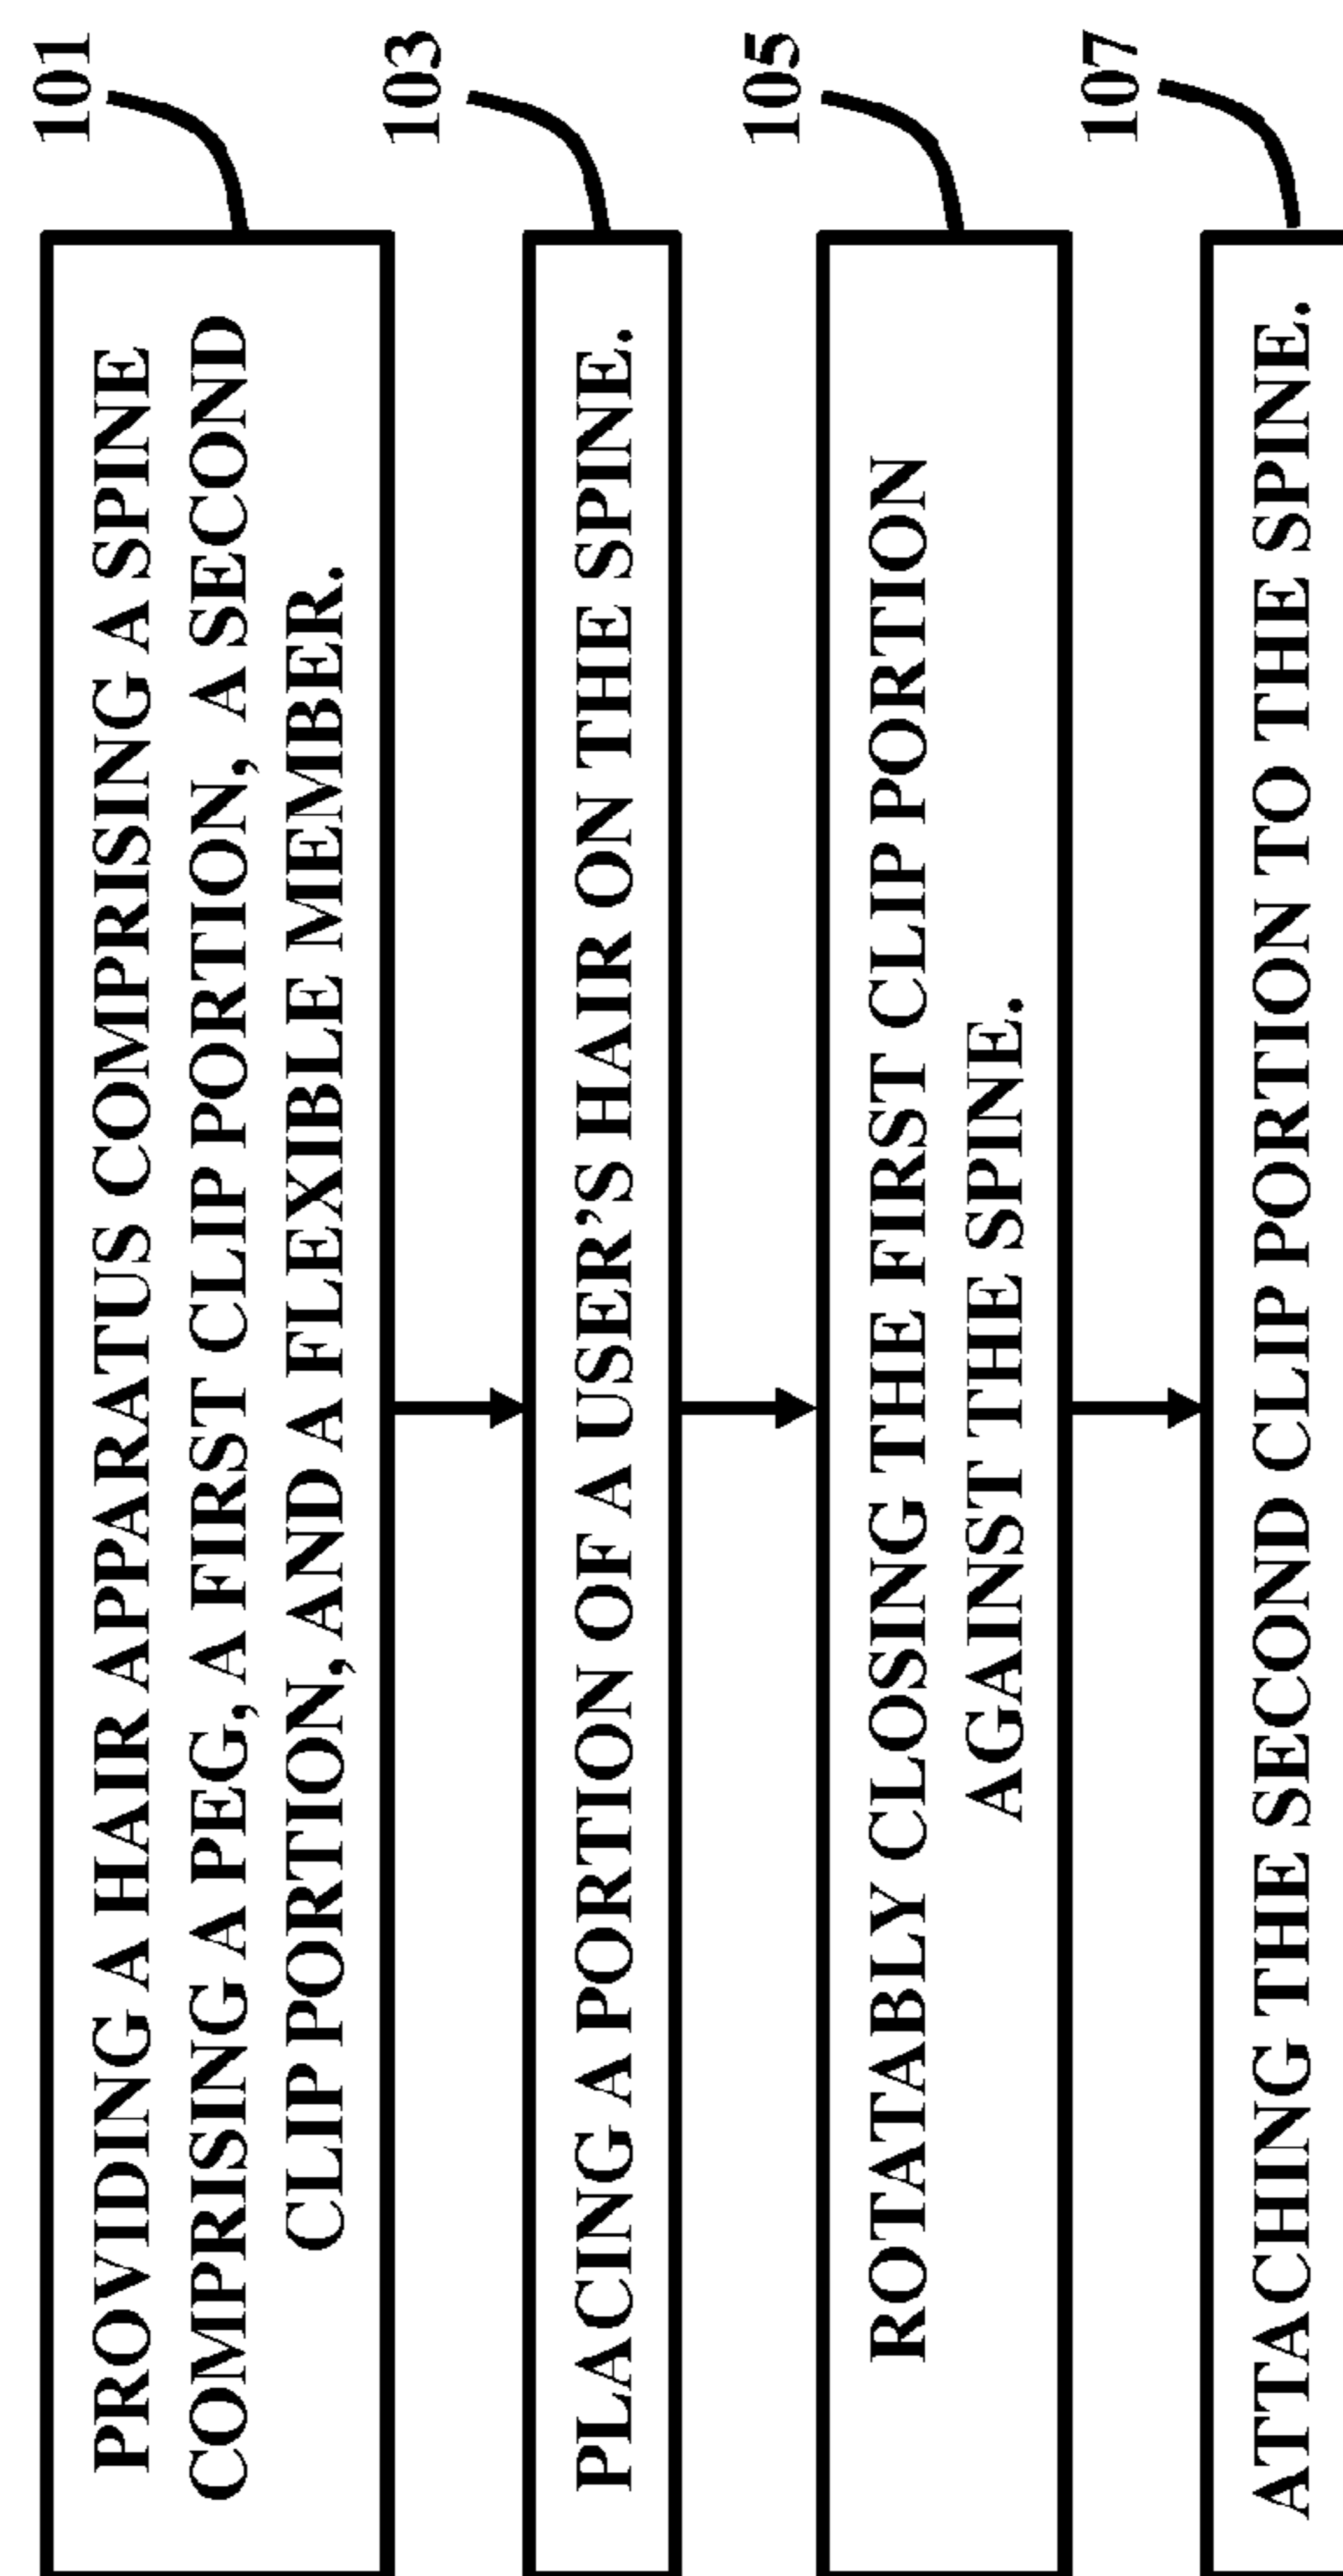 101
PROVIDING A HAIR APPARATUS COMPRISING A SPINE
COMPRISING A PEG, A FIRST CLIP PORTION, A SECOND
CLIP PORTION, AND A FLEXIBLE MEMBER.
103
PLACING A PORTION OF A USER'S HAIR ON THE SPINE.
105
ROTATABLY CLOSING THE FIRST CLIP PORTION
AGAINST THE SPINE.
107
ATTACHING THE SECOND CLIP PORTION TO THE SPINE.